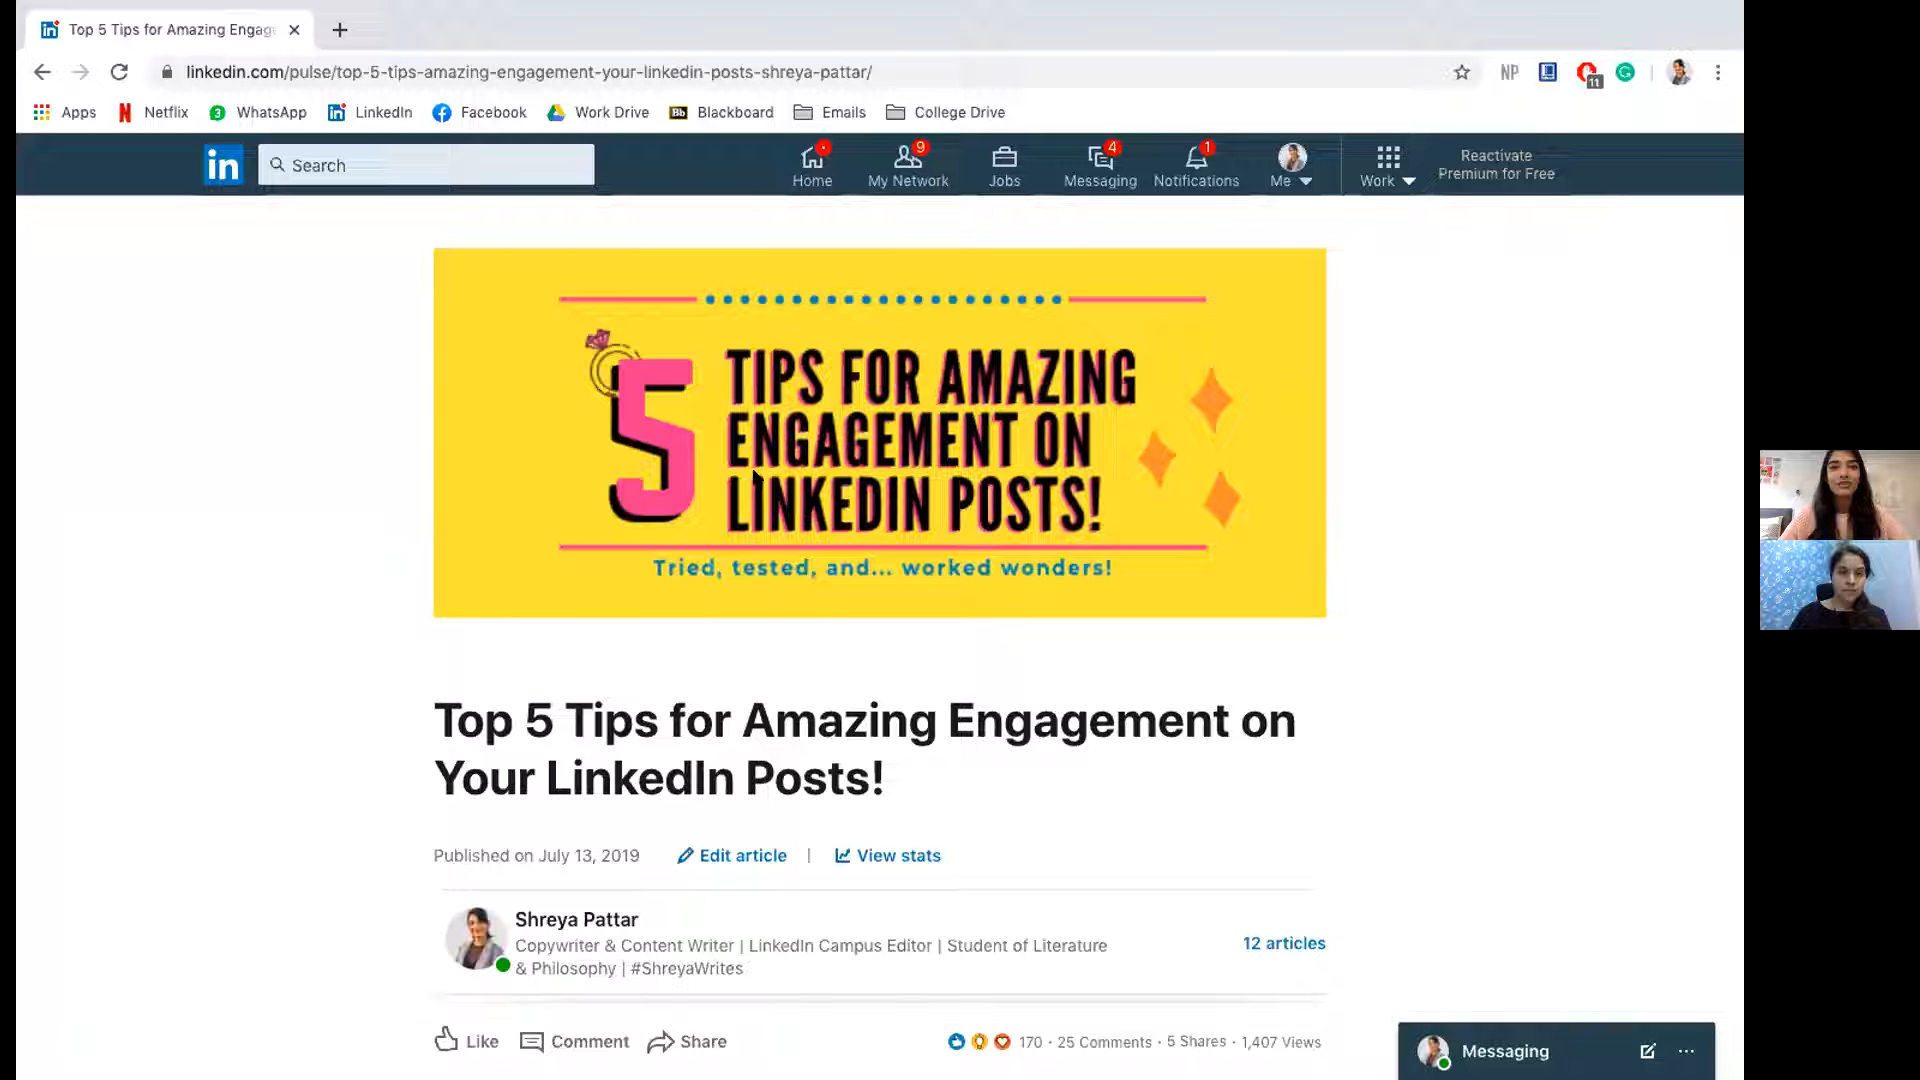 Top 5 Tips for Amazing Engag
linkedin.com/pulse/top-5-tips-amazing-engagement-your-linkedin-posts-shreya-pattar/
NP
11
Apps
N
Netflix
3
WhatsApp
in
LinkedIn
Facebook
Work Drive
Bb
Blackboard
Emails
College Drive
in
Search
Home
9
My Network
Jobs
4
Messaging
1
Notifications
Me
Work
Reactivate
Premium for Free
5
TIPS FOR AMAZING
ENGAGEMENT ON
LINKEDIN POSTS!
Tried, tested, and... worked wonders!
Top 5 Tips for Amazing Engagement on
Your LinkedIn Posts!
Published on July 13, 2019
Edit article
|
View stats
Shreya Pattar
Copywriter & Content Writer | LinkedIn Campus Editor | Student of Literature
& Philosophy | #ShreyaWrites
12 articles
Like
Comment
Share
170 · 25 Comments · 5 Shares · 1,407 Views
Messaging